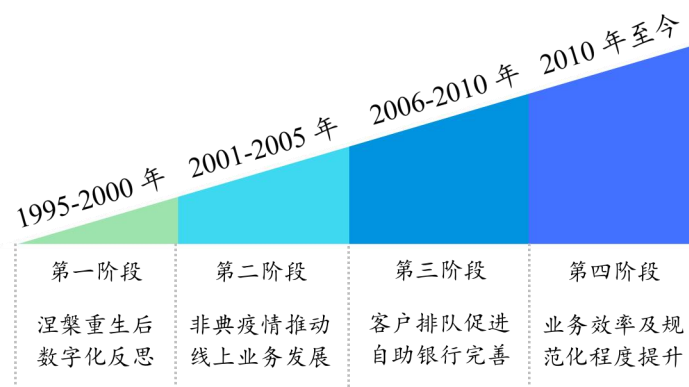 1995-2000 年
2001-2005 年
2006-2010 年
2010 年至今
第一阶段
涅槃重生后
数字化反思
第二阶段
非典疫情推动
线上业务发展
第三阶段
客户排队促进
自助银行完善
第四阶段
业务效率及规
范化程度提升